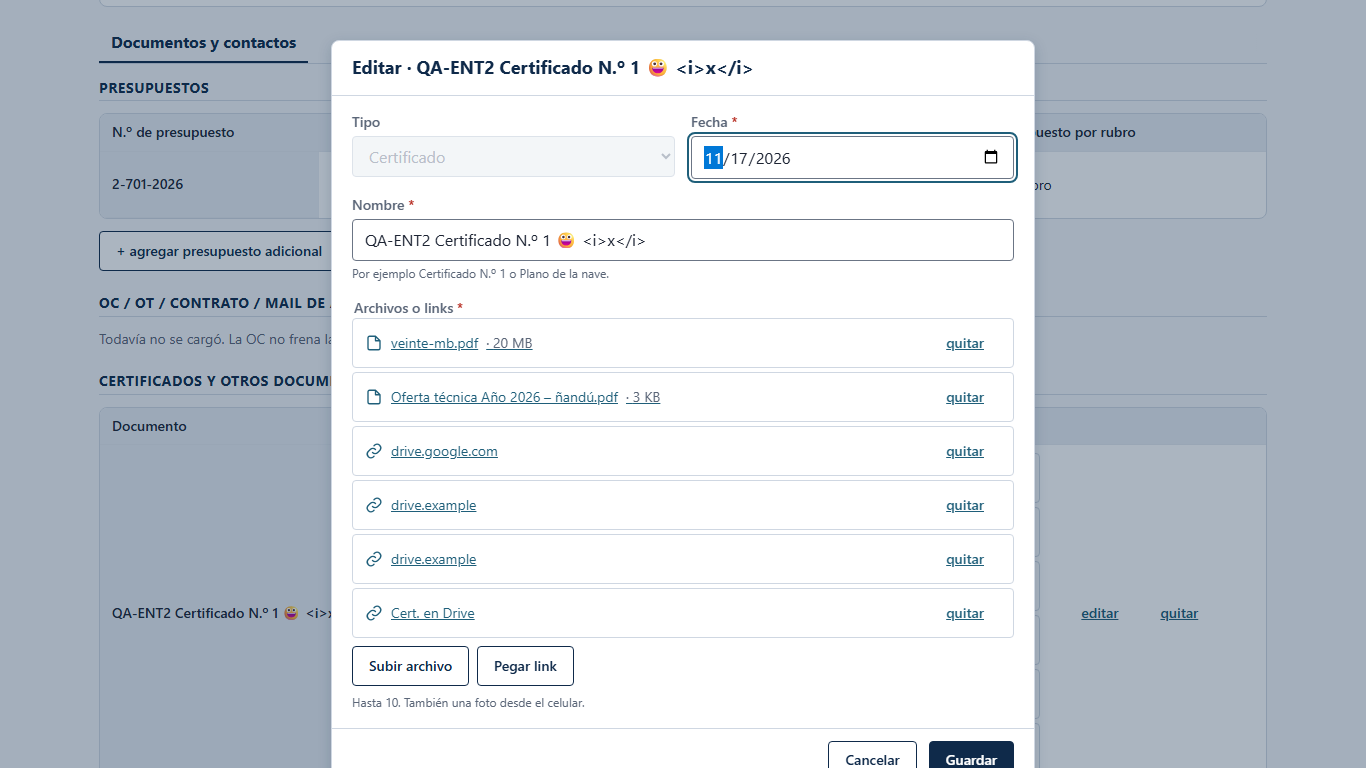 Documentos y contactos
Editar · QA-ENT2 Certificado N.º 1 😀 <i>x</i>
PRESUPUESTOS
Tipo
Fecha *
N.º de presupuesto
uesto por rubro
Certificado
11/17/2026
2-701-2026
bro
Nombre *
QA-ENT2 Certificado N.º 1 😀 <i>x</i>
+ agregar presupuesto adicional
Por ejemplo Certificado N.º 1 o Plano de la nave.
OC / OT / CONTRATO / MAIL DE
Archivos o links *
Todavía no se cargó. La OC no frena la
veinte-mb.pdf · 20 MB quitar
CERTIFICADOS Y OTROS DOCUM
Oferta técnica Año 2026 – ñandú.pdf · 3 KB quitar
Documento
drive.google.com quitar
drive.example quitar
drive.example quitar
QA-ENT2 Certificado N.º 1 😀 <i>x
Cert. en Drive quitar
editar quitar
Subir archivo Pegar link
Hasta 10. También una foto desde el celular.
Cancelar Guardar